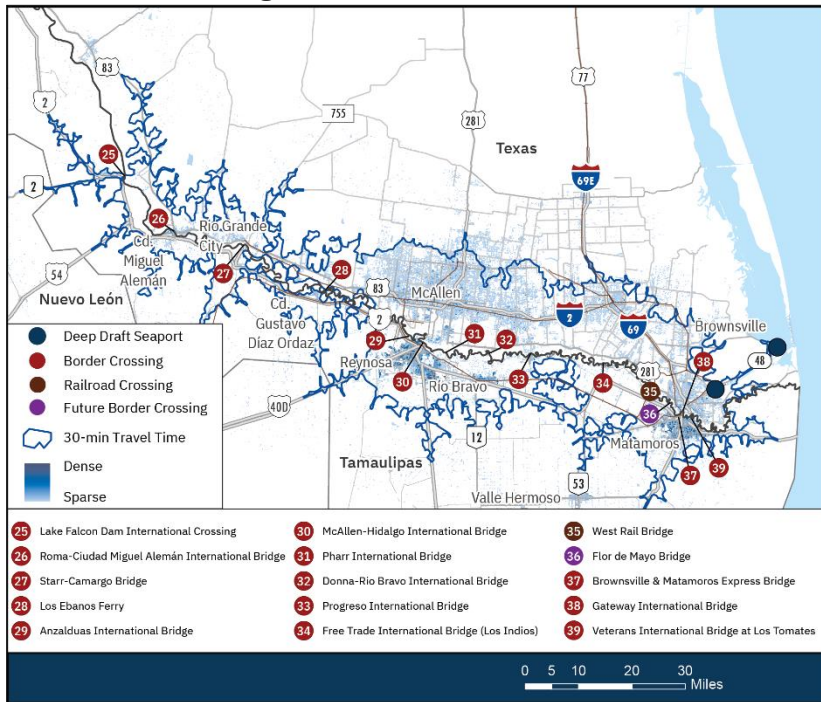 83
2
77
755
281
Texas
25
69E
2
26
Rio Grande
City
Cd.
Miguel
Alemán
54
27
28
83
McAllen
Nuevo León
Cd.
Gustavo
Díaz Ordaz
2
2
69
Brownsville
Deep Draft Seaport
Border Crossing
Railroad Crossing
Future Border Crossing
30-min Travel Time
Dense
Sparse
29
31
32
38
48
Reynosa
281
30
Río Bravo
33
34
35
36
40D
12
Matamoros
Tamaulipas
53
37
39
Valle Hermoso
25 Lake Falcon Dam International Crossing
26 Roma-Ciudad Miguel Alemán International Bridge
27 Starr-Camargo Bridge
28 Los Ebanos Ferry
29 Anzalduas International Bridge
30 McAllen-Hidalgo International Bridge
31 Pharr International Bridge
32 Donna-Rio Bravo International Bridge
33 Progreso International Bridge
34 Free Trade International Bridge (Los Indios)
35 West Rail Bridge
36 Flor de Mayo Bridge
37 Brownsville & Matamoros Express Bridge
38 Gateway International Bridge
39 Veterans International Bridge at Los Tomates
0 5 10 20 30
Miles